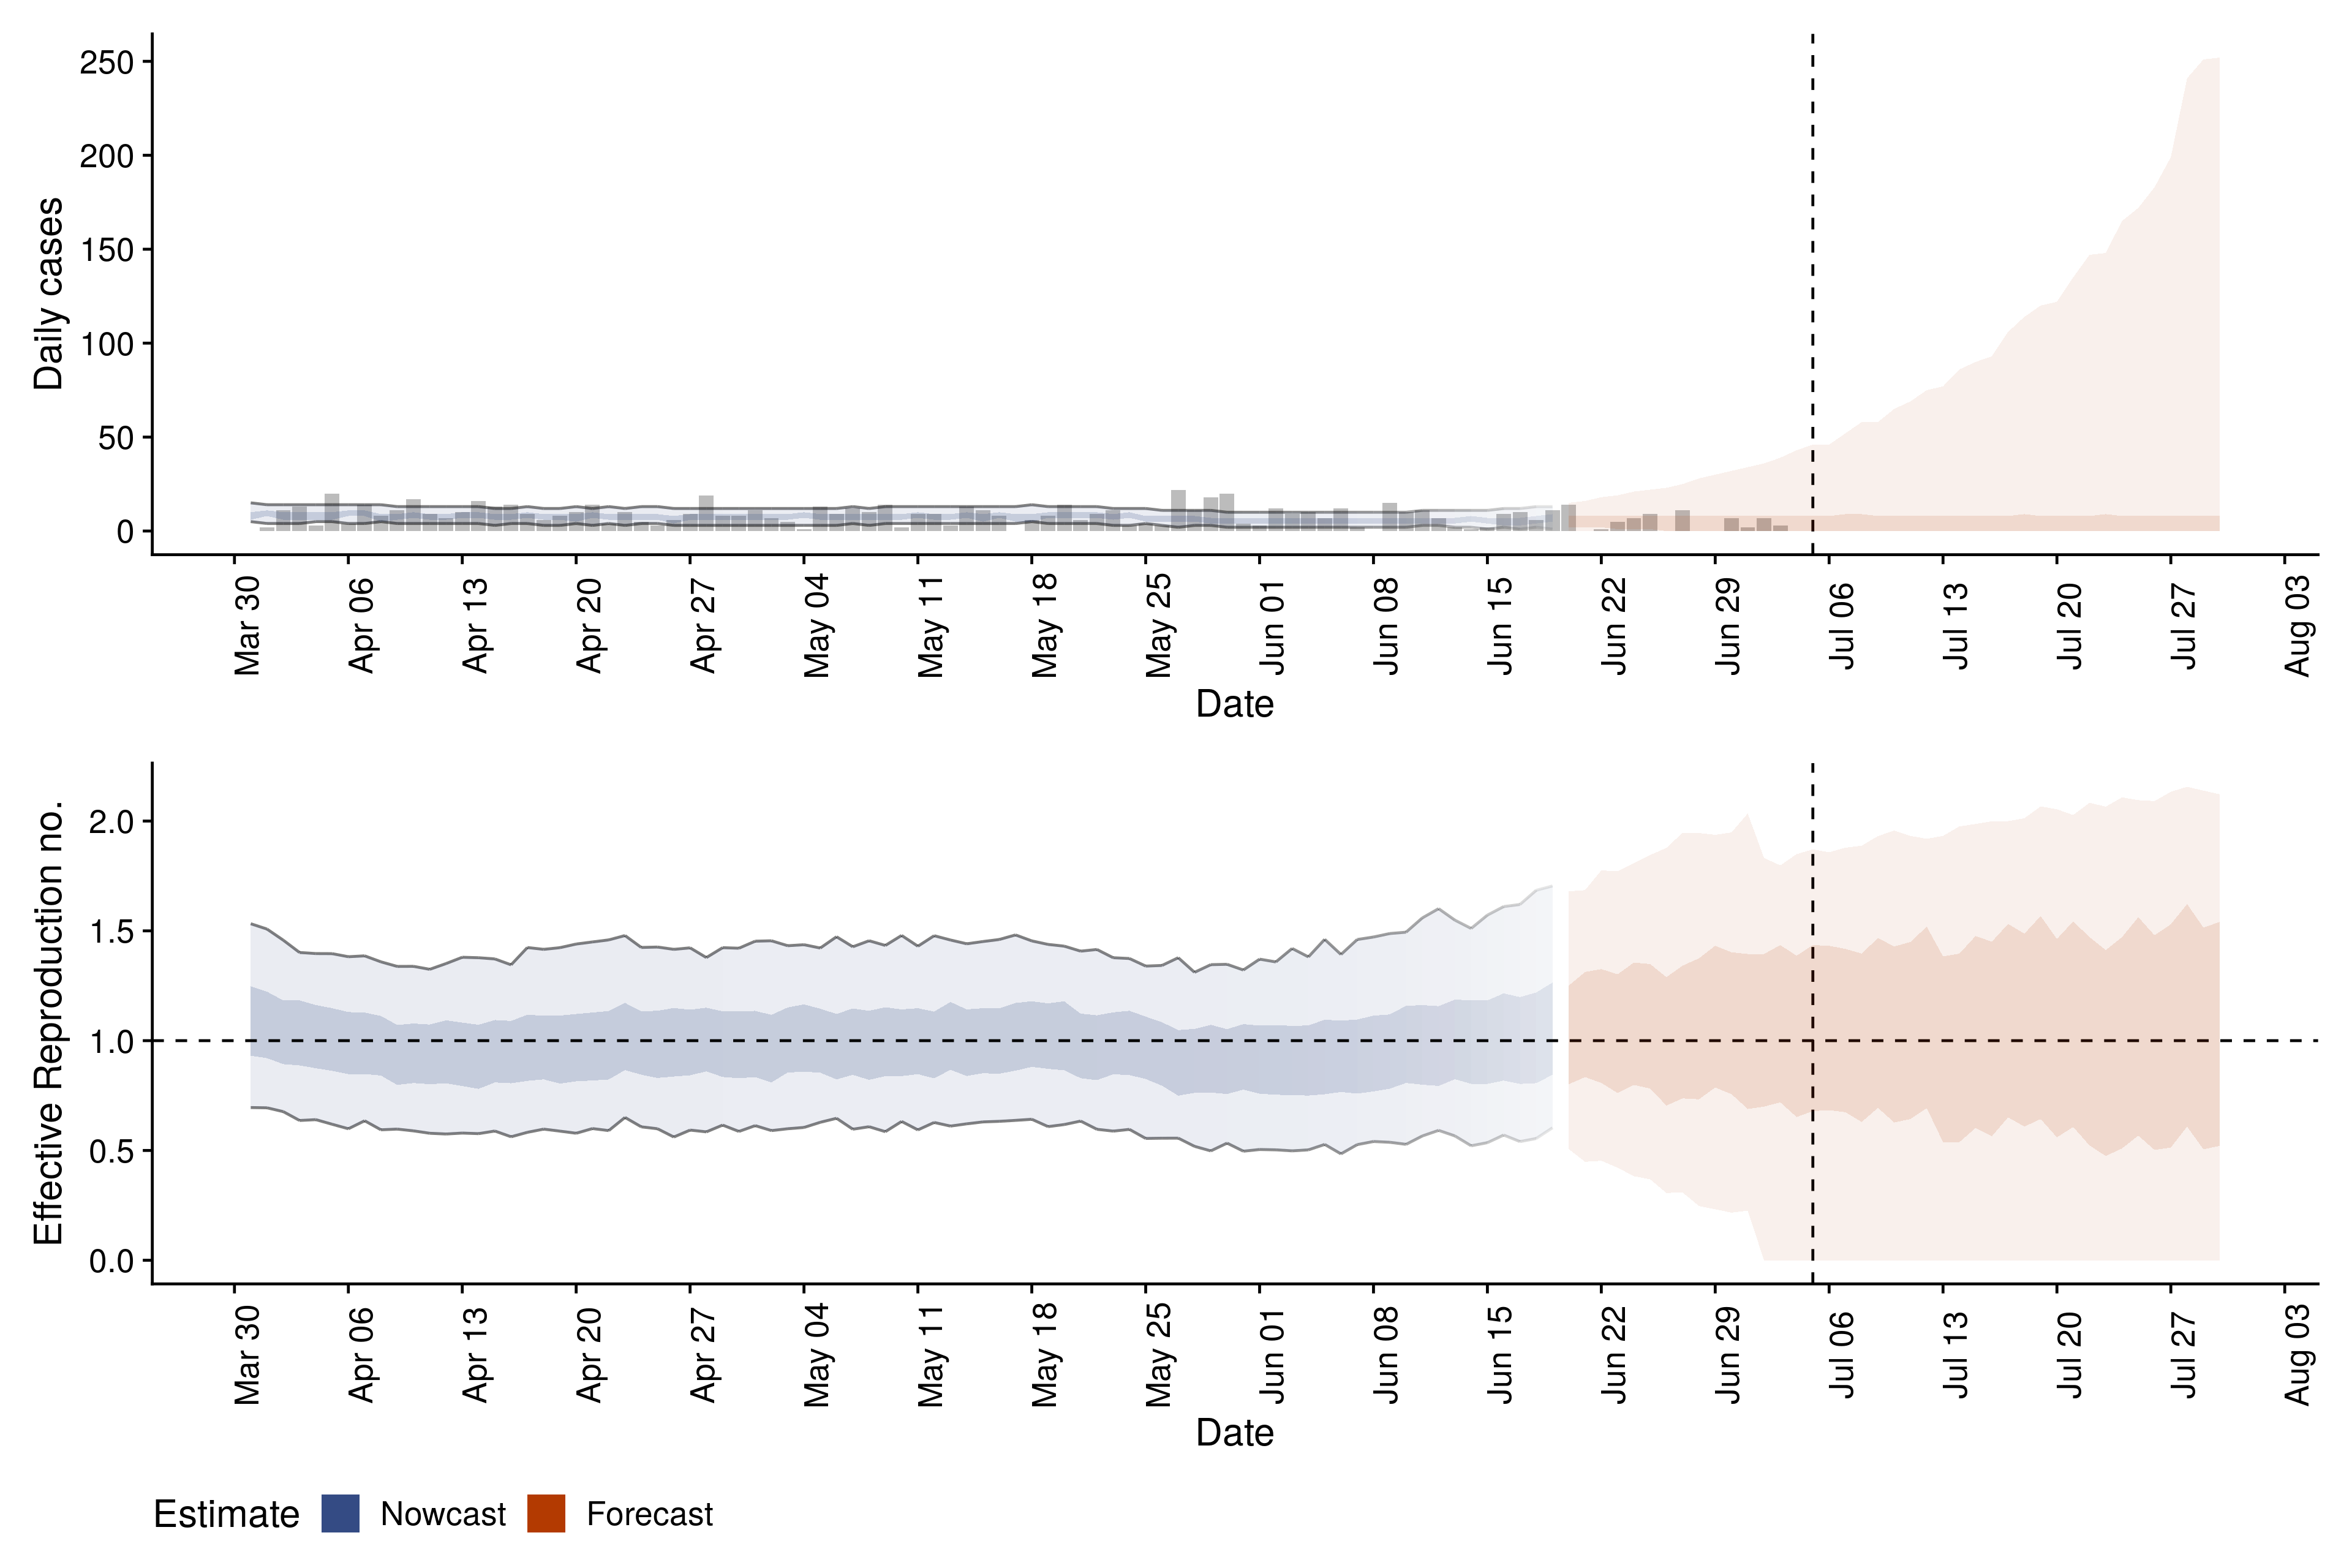 250
200
150
100
50
0
Daily cases
Mar 30 Apr 06 Apr 13 Apr 20 Apr 27 May 04 May 11 May 18 May 25 Jun 01 Jun 08 Jun 15 Jun 22 Jun 29 Jul 06 Jul 13 Jul 20 Jul 27 Aug 03
Date
2.0
1.5
1.0
0.5
0.0
Effective Reproduction no.
Mar 30 Apr 06 Apr 13 Apr 20 Apr 27 May 04 May 11 May 18 May 25 Jun 01 Jun 08 Jun 15 Jun 22 Jun 29 Jul 06 Jul 13 Jul 20 Jul 27 Aug 03
Date
Estimate Nowcast Forecast